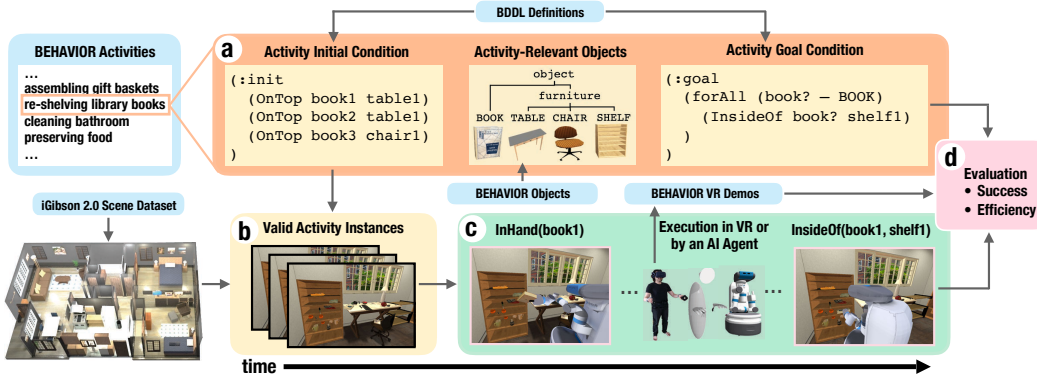 BDDL Definitions
BEHAVIOR Activities
...
assembling gift baskets
re-shelving library books
cleaning bathroom
preserving food
...
a
Activity Initial Condition
(:init
(OnTop book1 table1)
(OnTop book2 table1)
(OnTop book3 chair1)
)
Activity-Relevant Objects
object
furniture
BOOK TABLE CHAIR SHELF
Activity Goal Condition
(:goal
(forAll (book? – BOOK)
(InsideOf book? shelf1)
)
)
BEHAVIOR Objects
BEHAVIOR VR Demos
d
Evaluation
• Success
• Efficiency
iGibson 2.0 Scene Dataset
b
Valid Activity Instances
c
InHand(book1)
...
Execution in VR or
by an AI Agent
...
InsideOf(book1, shelf1)
time